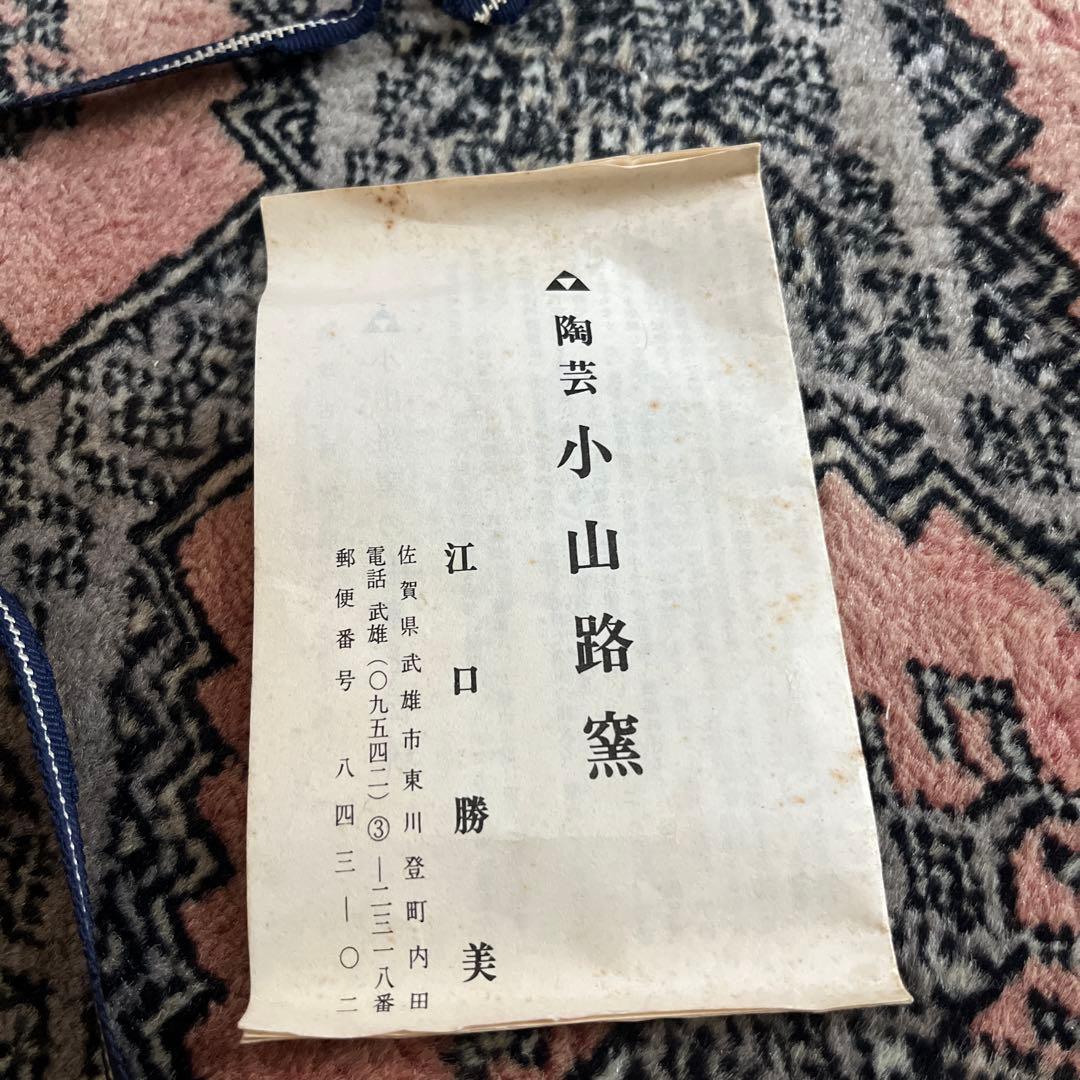 陶芸小山路窯
江口勝美
佐賀県武雄市東川登町内田
電話 武雄(〇九五四二)③―二三一八番
郵便番号 八四三―〇二